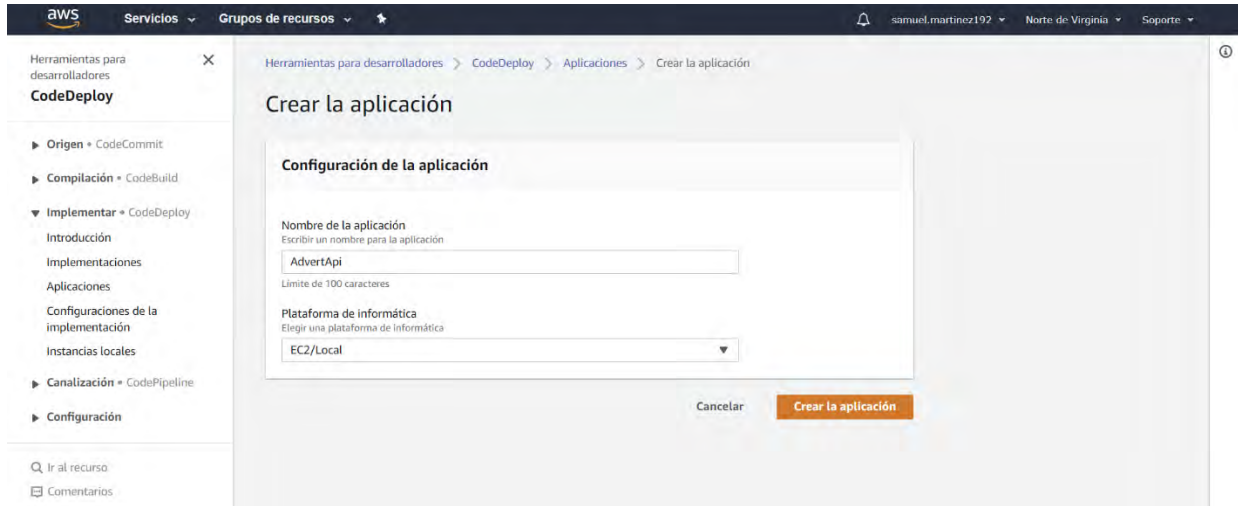 aws Servicios Grupos de recursos samuel.martinez192 Norte de Virginia Soporte
Herramientas para
desarrolladores
CodeDeploy
Origen • CodeCommit
Compilación • CodeBuild
Implementar • CodeDeploy
Introducción
Implementaciones
Aplicaciones
Configuraciones de la
implementación
Instancias locales
Canalización • CodePipeline
Configuración
Ir al recurso
Comentarios
Herramientas para desarrolladores > CodeDeploy > Aplicaciones > Crear la aplicación
Crear la aplicación
Configuración de la aplicación
Nombre de la aplicación
Escribir un nombre para la aplicación
AdvertApi
Límite de 100 caracteres
Plataforma de informática
Elegir una plataforma de informática
EC2/Local
Cancelar Crear la aplicación